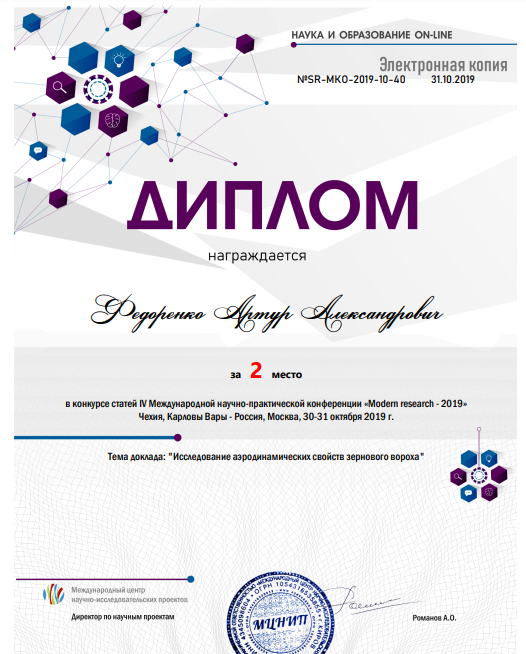 НАУКА И ОБРАЗОВАНИЕ ON-LINE
Электронная копия
№SR-MKO-2019-10-40 31.10.2019
ДИПЛОМ
награждается
Федоренко Артур Александрович
за 2 место
в конкурсе статей IV Международной научно-практической конференции «Modern research - 2019»
Чехия, Карловы Вары - Россия, Москва, 30-31 октября 2019 г.
Тема доклада: "Исследование аэродинамических свойств зернового вороха"
Международный центр
научно-исследовательских проектов
Директор по научным проектам
МЦНИП
Романов А.О.